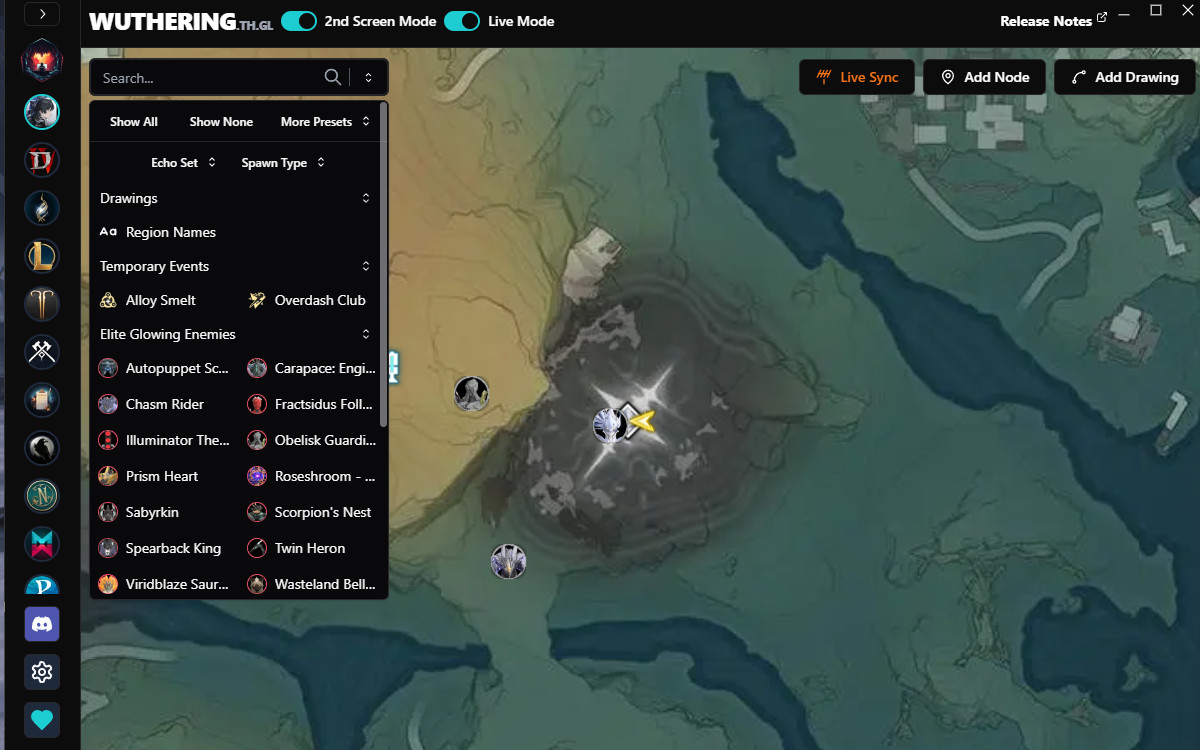 WUTHERING.TH.GL
2nd Screen Mode
Live Mode
Release Notes
Search...
Live Sync
Add Node
Add Drawing
Show All
Show None
More Presets
Echo Set
Spawn Type
Drawings
Aa Region Names
Temporary Events
Alloy Smelt
Overdash Club
Elite Glowing Enemies
Autopuppet Sc...
Carapace: Engi...
Chasm Rider
Fractsidus Foll...
Illuminator The...
Obelisk Guardi...
Prism Heart
Roseshroom - ...
Sabyrkin
Scorpion's Nest
Spearback King
Twin Heron
Viridblaze Saur...
Wasteland Bell...